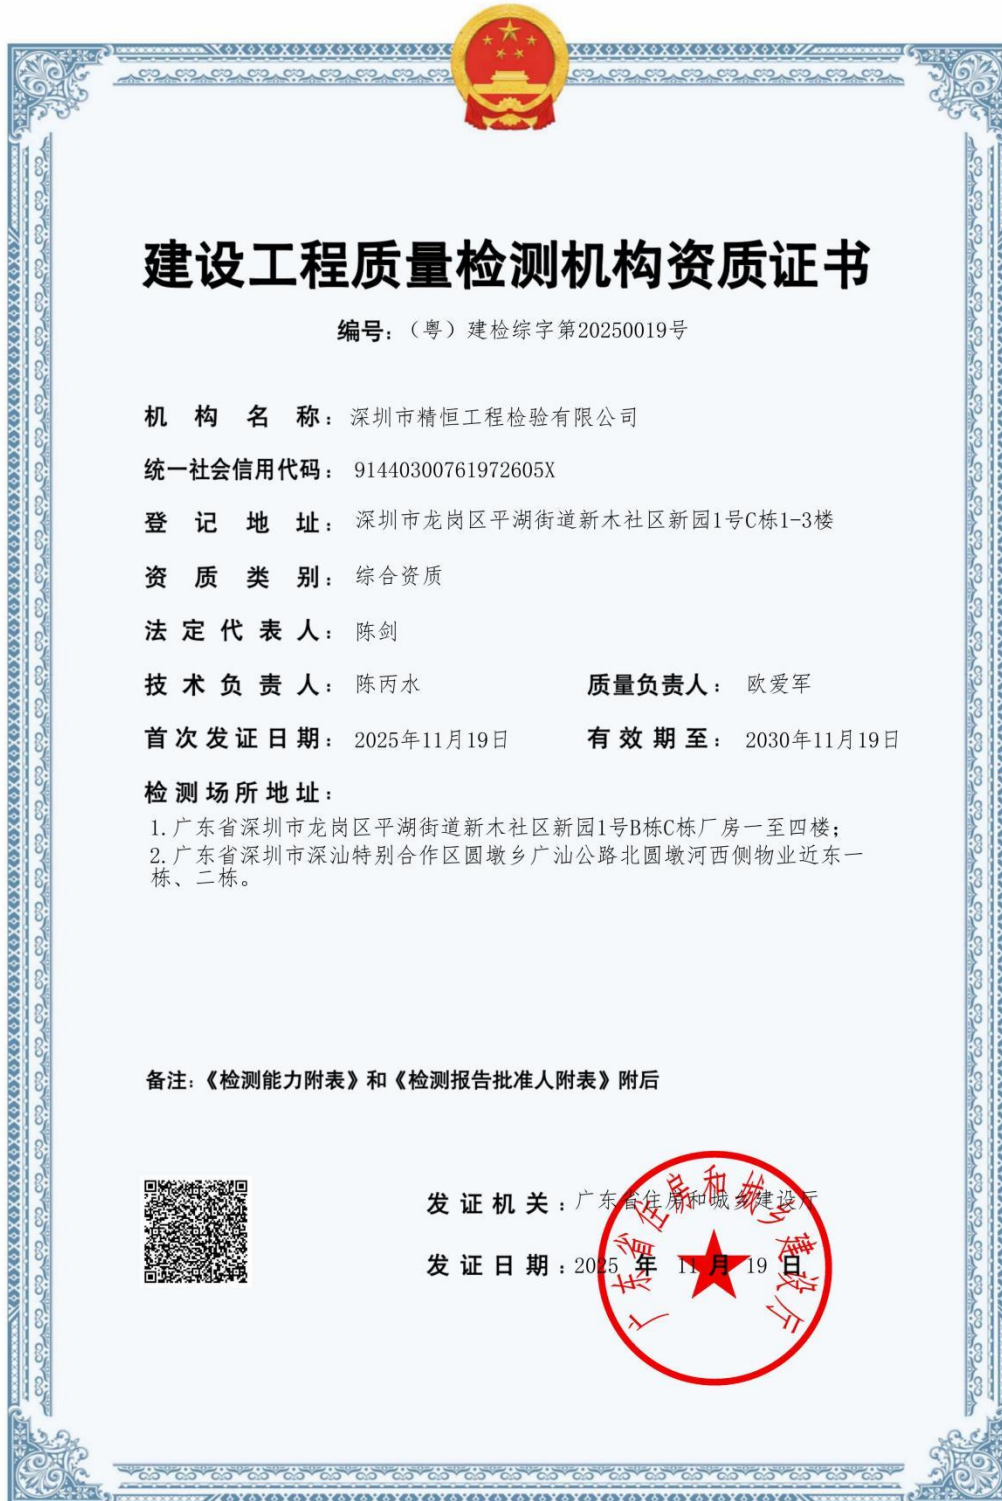 建设工程质量检测机构资质证书
编号：（粤）建检综字第20250019号
机构名称：深圳市精恒工程检验有限公司
统一社会信用代码：91440300761972605X
登记地址：深圳市龙岗区平湖街道新木社区新园1号C栋1-3楼
资质类别：综合资质
法定代表人：陈剑
技术负责人：陈丙水 质量负责人：欧爱军
首次发证日期：2025年11月19日 有效期至：2030年11月19日
检测场所地址：
1.广东省深圳市龙岗区平湖街道新木社区新园1号B栋C栋厂房一至四楼；
2.广东省深圳市深汕特别合作区圆墩乡广汕公路北圆墩河西侧物业近东一
栋、二栋。
备注：《检测能力附表》和《检测报告批准人附表》附后
发证机关：广东省住房和城乡建设厅
发证日期：2025 年 11 月 19 日
广东省住房和城乡建设厅